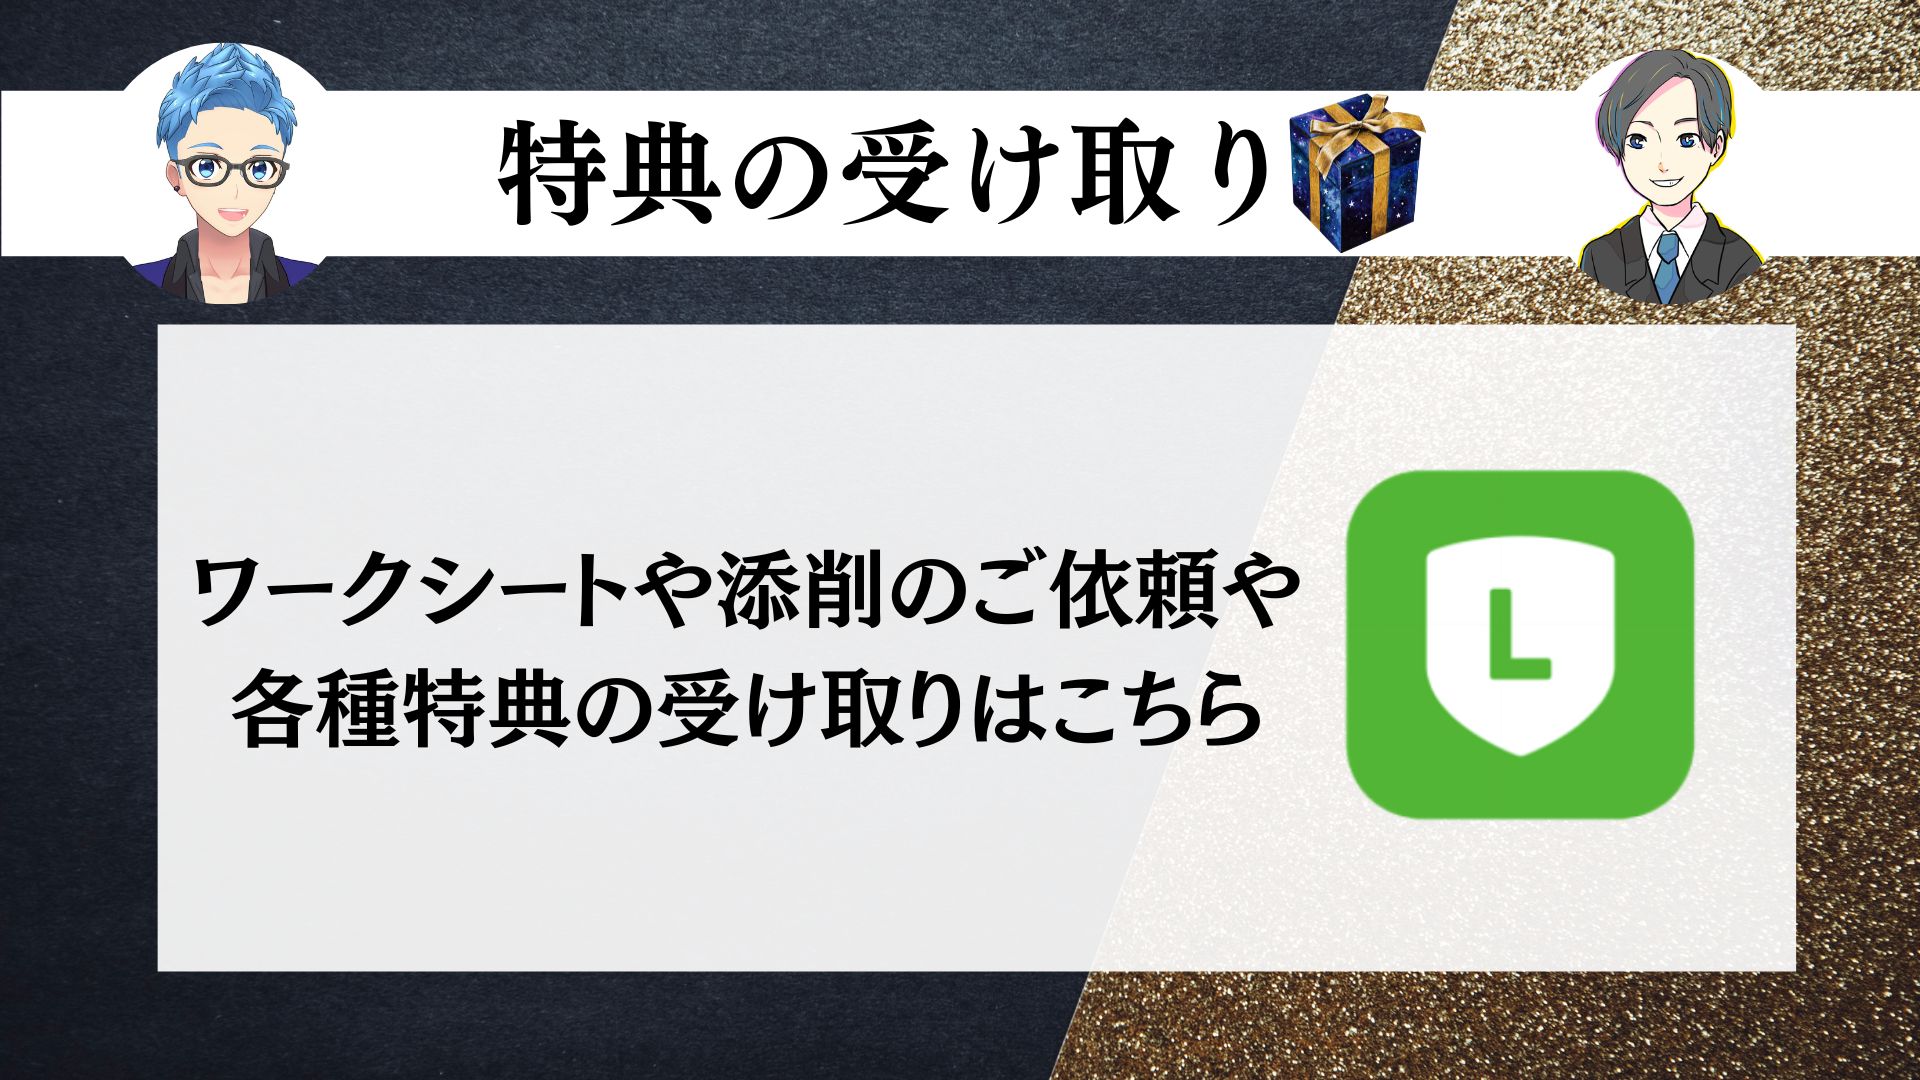 特典の受け取り
ワークシートや添削のご依頼や
各種特典の受け取りはこちら
L